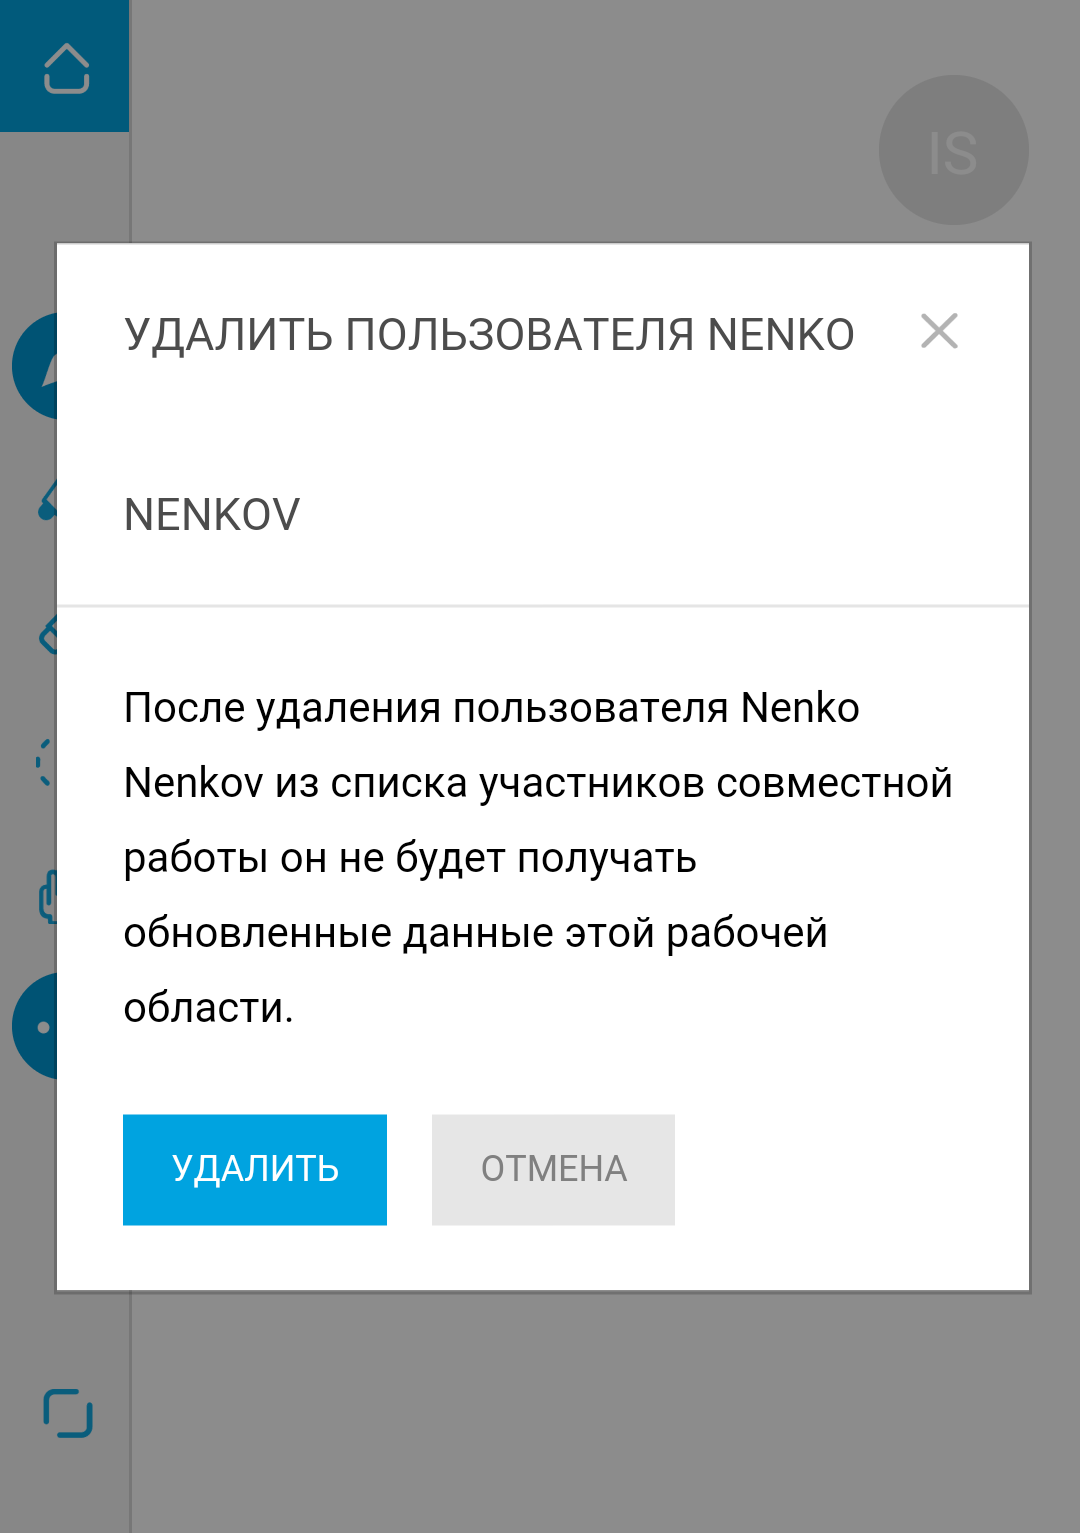 IS
УДАЛИТЬ ПОЛЬЗОВАТЕЛЯ NENKO
NENKOV
После удаления пользователя Nenko
Nenkov из списка участников совместной
работы он не будет получать
обновленные данные этой рабочей
области.
УДАЛИТЬ
ОТМЕНА